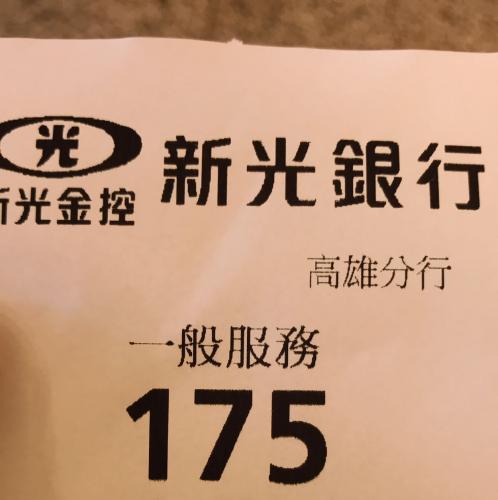 光
新光金控
新光銀行
高雄分行
一般服務
175